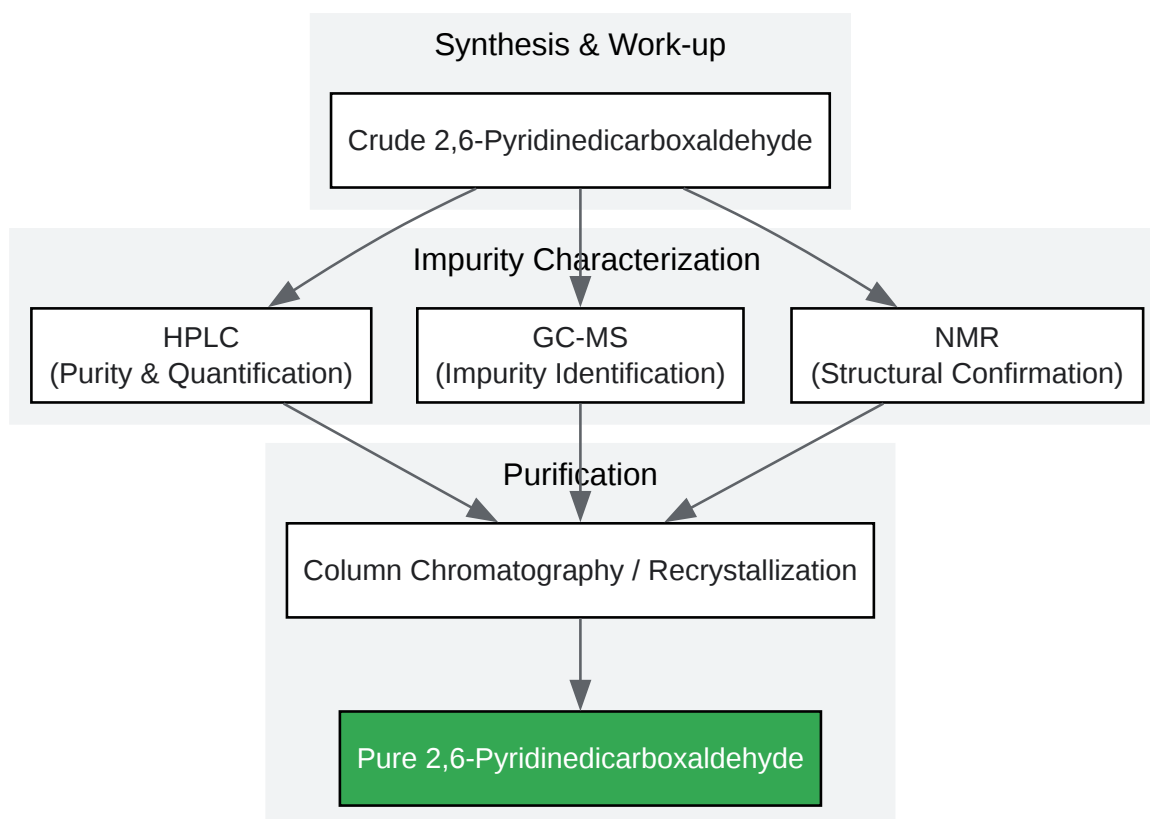 Synthesis & Work-up
Crude 2,6-Pyridinedicarboxaldehyde
Impurity Characterization
HPLC
(Purity & Quantification)
GC-MS
(Impurity Identification)
NMR
(Structural Confirmation)
Purification
Column Chromatography / Recrystallization
Pure 2,6-Pyridinedicarboxaldehyde